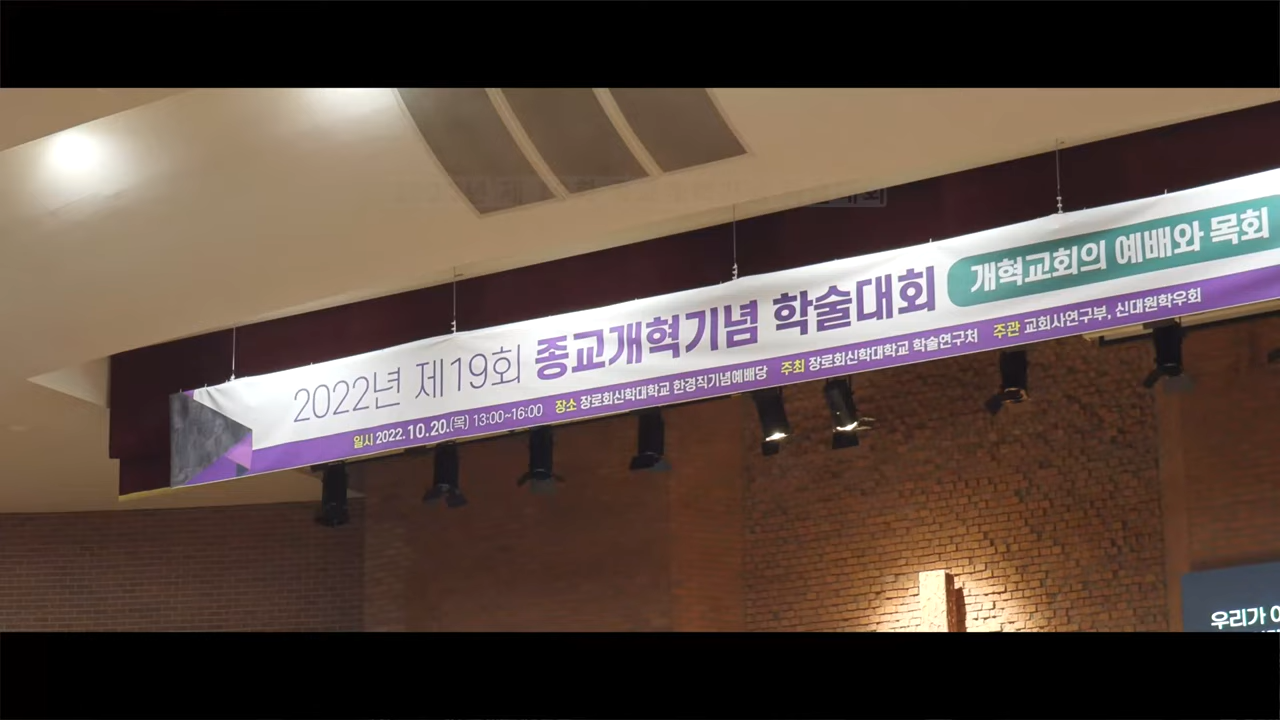 2022년 제19회 종교개혁기념 학술대회 개혁교회의 예배와 목회
일시 2022.10.20.(목) 13:00~16:00 장소 장로회신학대학교 한경직기념예배당 주최 장로회신학대학교 학술연구처 주관 교회사연구부, 신대원학우회
우리가